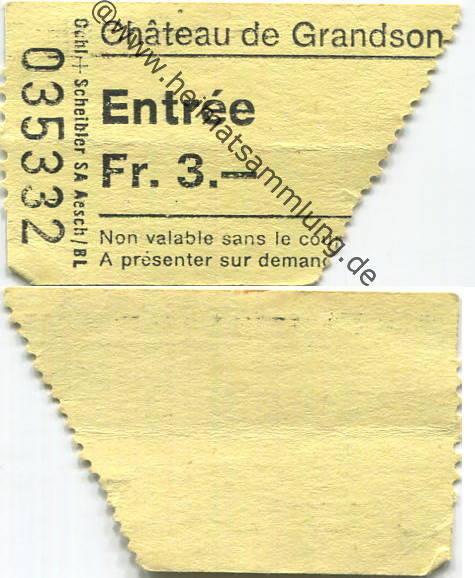 Château de Grandson
Entrée
Fr. 3.—
Non valable sans le
A présenter sur
035332
Scheibler SA Aesch/BL
@www.heimatsammlung.de